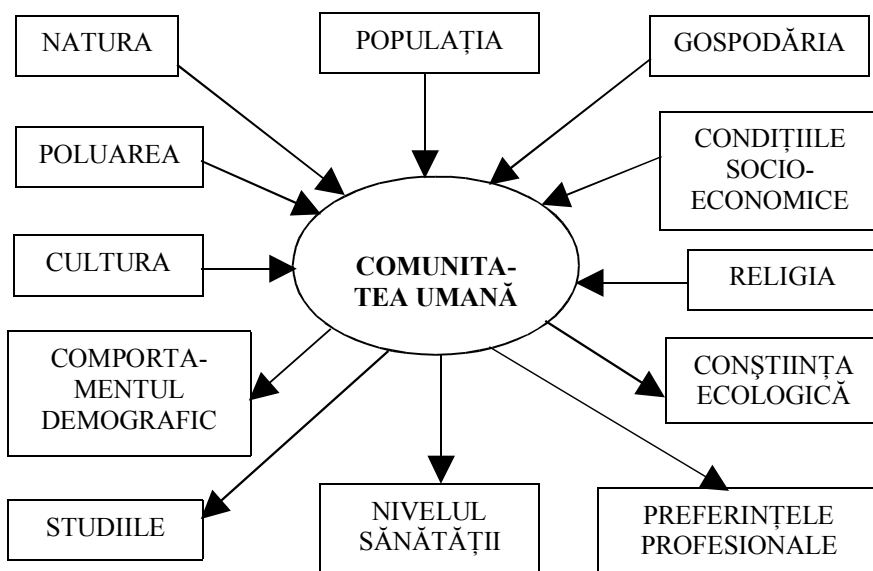 NATURA
POPULAȚIA
GOSPODĂRIA
POLUAREA
CONDIȚIILE
SOCIO-
ECONOMICE
CULTURA
COMUNITA-
TEA UMANĂ
RELIGIA
COMPORTA-
MENTUL
DEMOGRAFIC
CONŞTIINȚA
ECOLOGICĂ
STUDIILE
NIVELUL
SĂNĂTĂȚII
PREFERINȚELE
PROFESIONALE